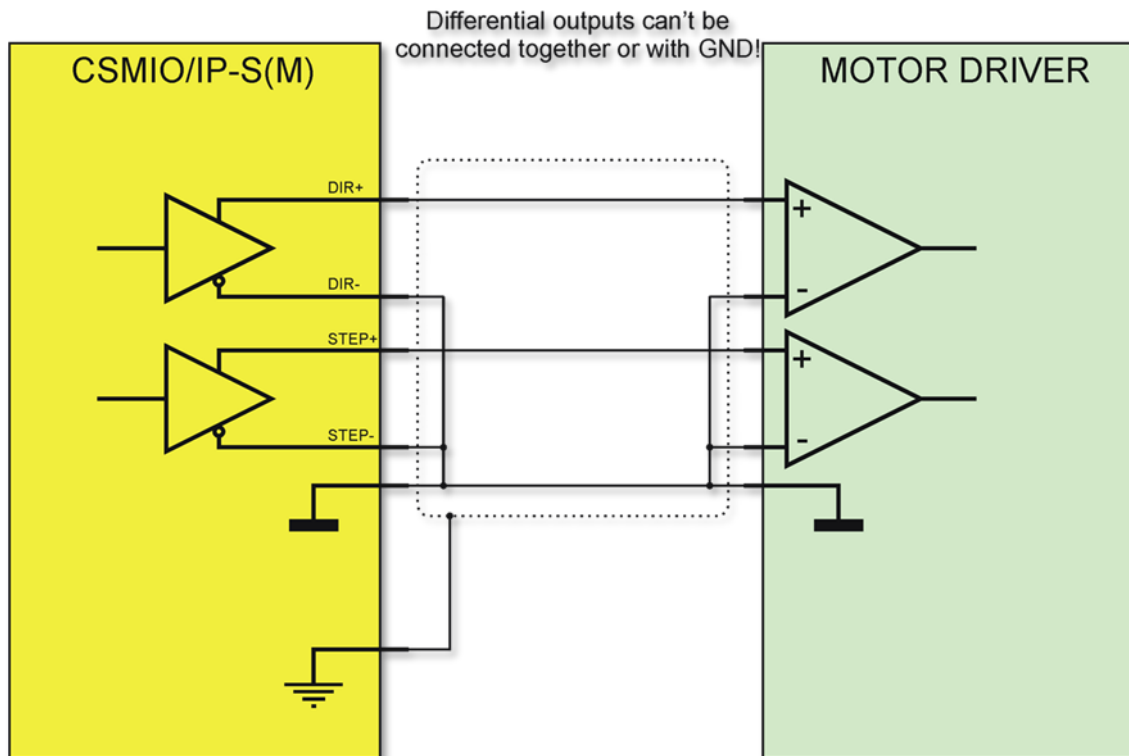 Differential outputs can't be
connected together or with GND!
CSMIO/IP-S(M)
MOTOR DRIVER
DIR+
+
DIR-
-
STEP+
+
STEP-
-